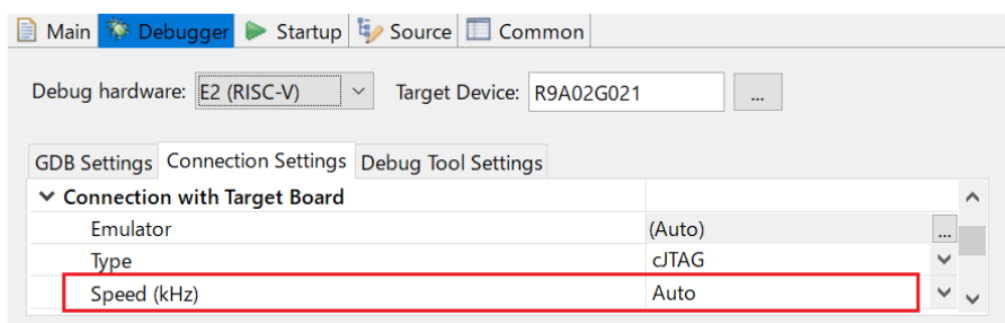 Main Debugger Startup Source Common
Debug hardware: E2 (RISC-V) Target Device: R9A02G021 ...
GDB Settings Connection Settings Debug Tool Settings
Connection with Target Board
Emulator (Auto) ...
Type cJTAG
Speed (kHz) Auto